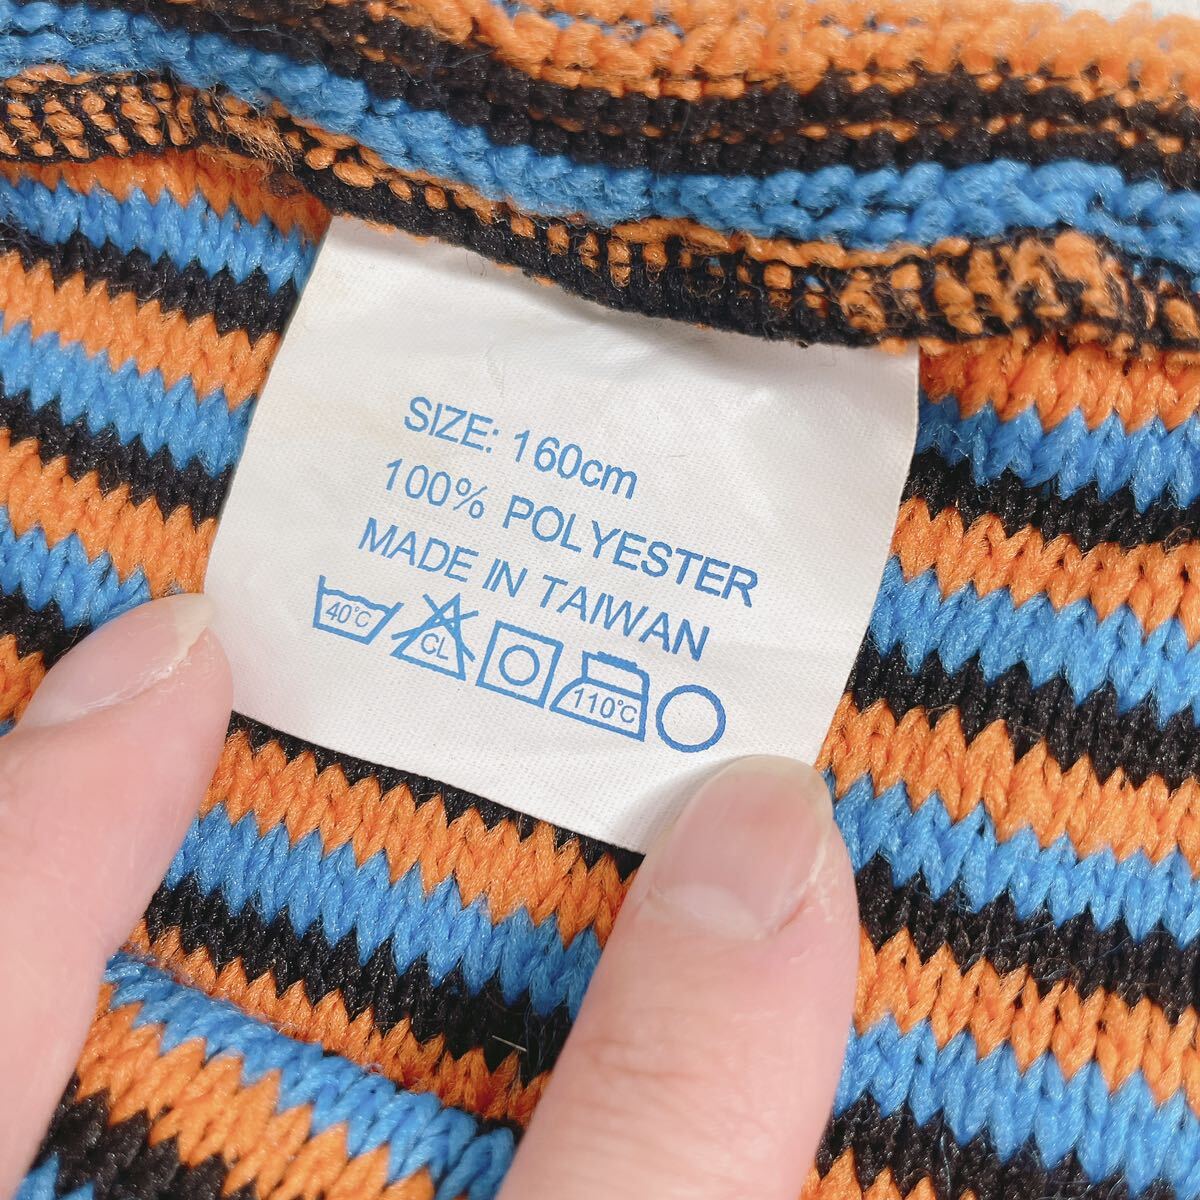 SIZE: 160cm
100% POLYESTER
MADE IN TAIWAN
40℃ CL 110℃